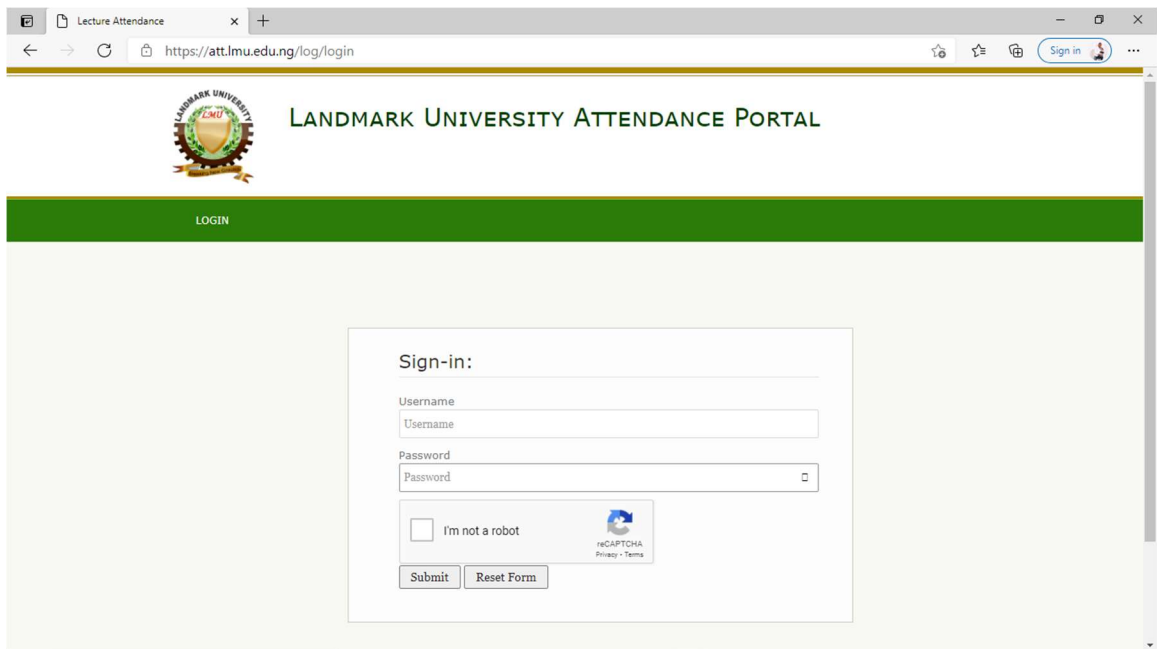 Lecture Attendance
https://att.lmu.edu.ng/log/login
Sign in
LANDMARK UNIVERSITY
LMU
LANDMARK UNIVERSITY ATTENDANCE PORTAL
LOGIN
Sign-in:
Username
Username
Password
Password
I'm not a robot
reCAPTCHA
Privacy - Terms
Submit Reset Form